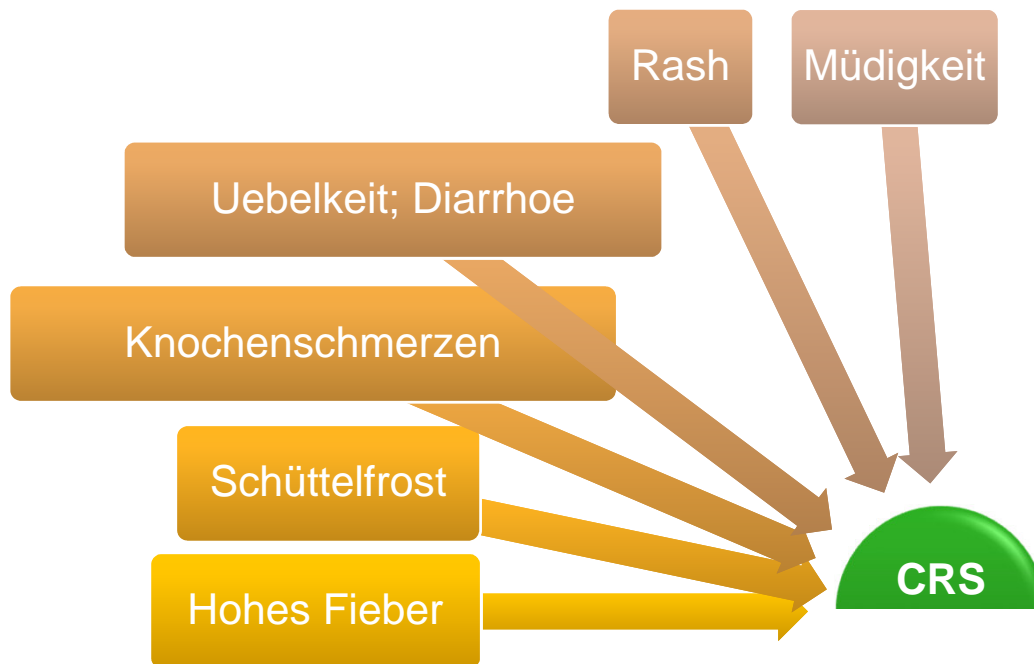 Rash
Müdigkeit
Uebelkeit; Diarrhoe
Knochenschmerzen
Schüttelfrost
Hohes Fieber
CRS